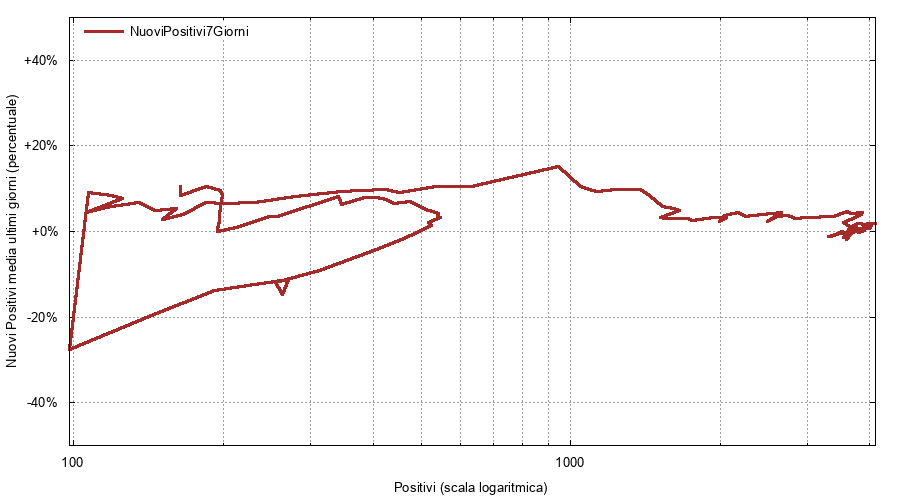 NuoviPositivi7Giorni
+40%
+20%
+0%
-20%
-40%
Nuovi Positivi media ultimi giorni (percentuale)
100
1000
Positivi (scala logaritmica)